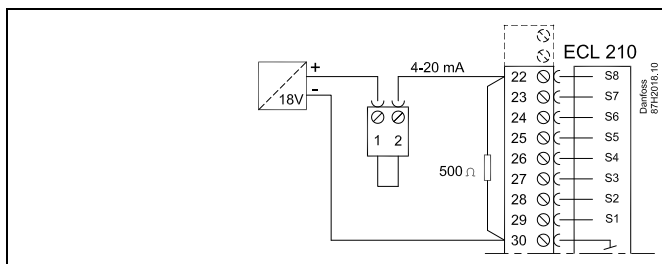 ECL 210
+
4-20 mA
-
18V
1 2
500 Ω
22 S8
23 S7
24 S6
25 S5
26 S4
27 S3
28 S2
29 S1
30
Danfoss
87H2018.10